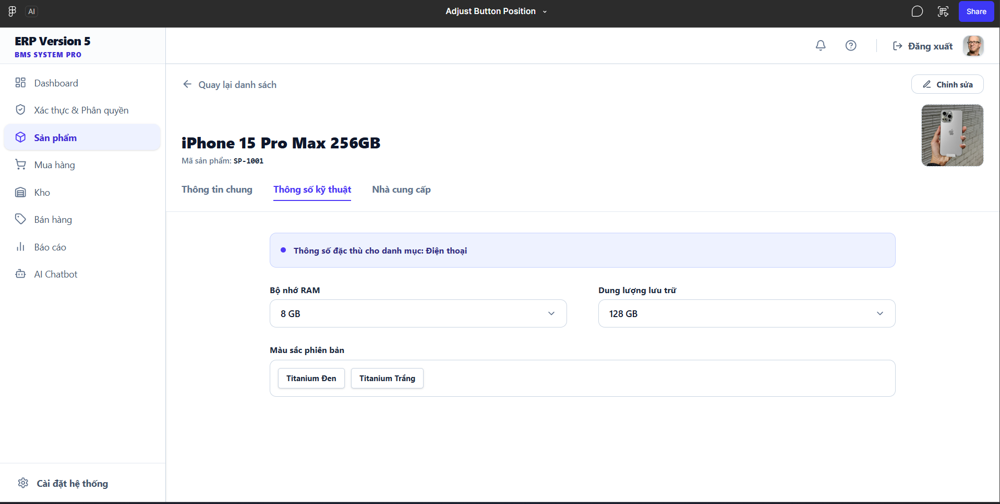 AI
Adjust Button Position
Share
ERP Version 5
BMS SYSTEM PRO
Đăng xuất
Dashboard
Xác thực & Phân quyền
Sản phẩm
Mua hàng
Kho
Bán hàng
Báo cáo
AI Chatbot
Cài đặt hệ thống
Quay lại danh sách
Chỉnh sửa
iPhone 15 Pro Max 256GB
Mã sản phẩm: SP-1001
Thông tin chung
Thông số kỹ thuật
Nhà cung cấp
Thông số đặc thù cho danh mục: Điện thoại
Bộ nhớ RAM
Dung lượng lưu trữ
8 GB
128 GB
Màu sắc phiên bản
Titanium Đen
Titanium Trắng